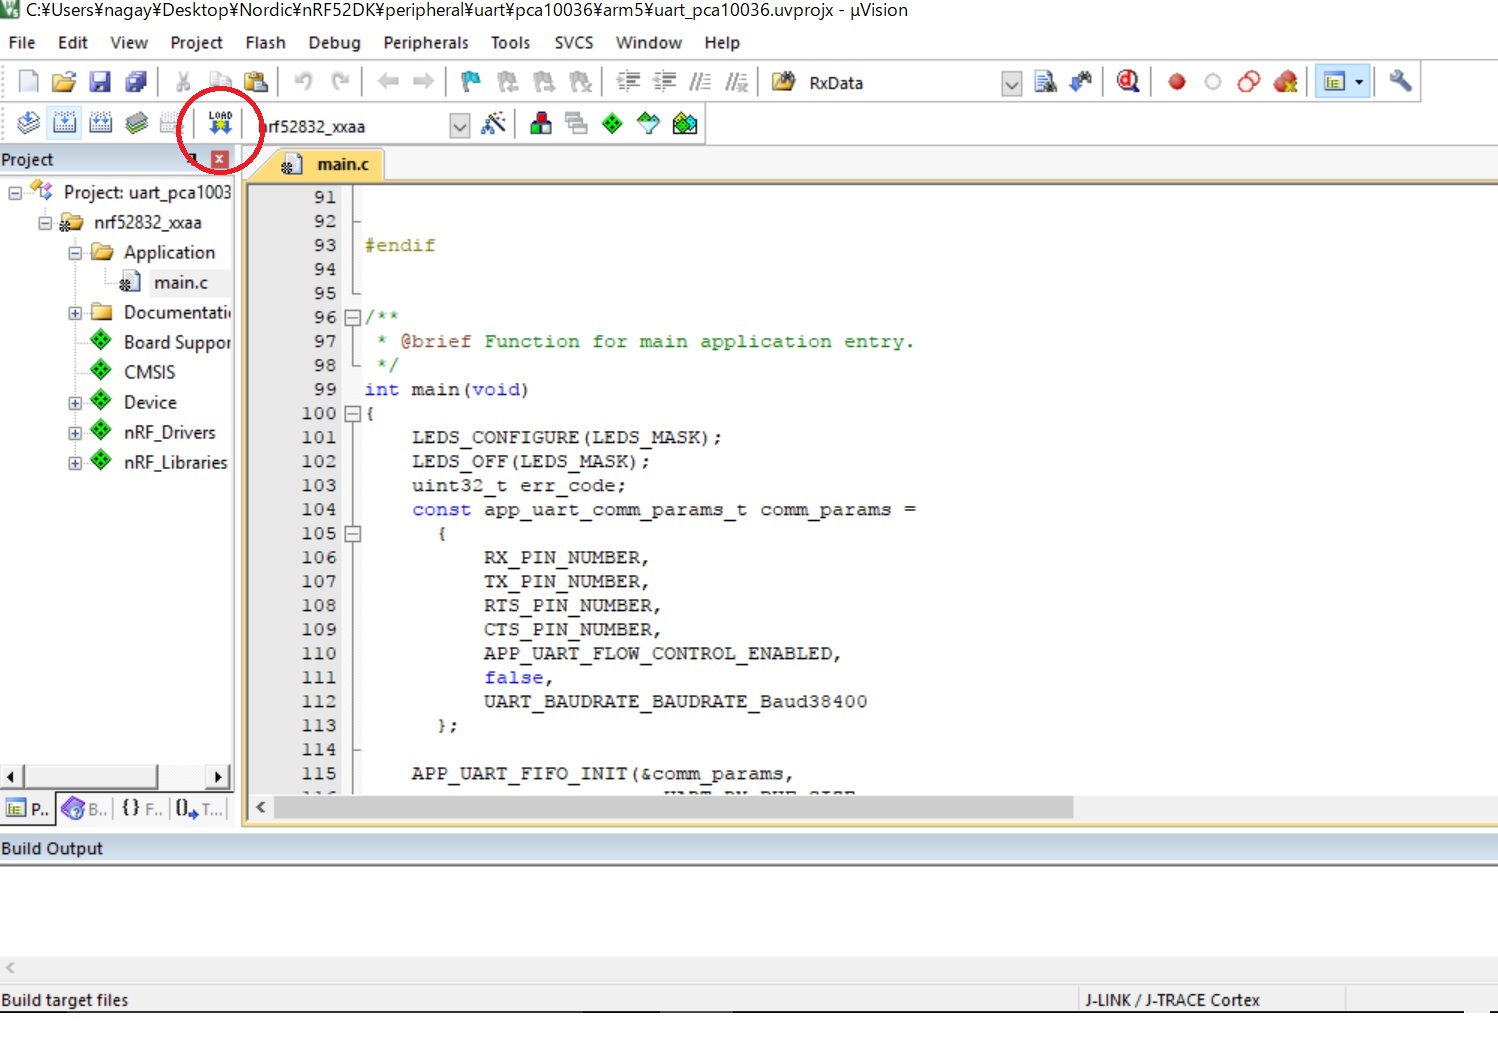 C:¥Users¥nagay¥Desktop¥Nordic¥nRF52DK¥peripheral¥uart¥pca10036¥arm5¥uart_pca10036.uvprojx - µVision
File Edit View Project Flash Debug Peripherals Tools SVCS Window Help
RxData
LOAD
nrf52832_xxaa
Project
main.c
Project: uart_pca1003
nrf52832_xxaa
Application
main.c
Documentati
Board Suppor
CMSIS
Device
nRF_Drivers
nRF_Libraries
P.. B.. {} F.. T...
91
92
93 #endif
94
95
96 /**
97 * @brief Function for main application entry.
98 */
99 int main(void)
100 {
101 LEDS_CONFIGURE(LEDS_MASK);
102 LEDS_OFF(LEDS_MASK);
103 uint32_t err_code;
104 const app_uart_comm_params_t comm_params =
105 {
106 RX_PIN_NUMBER,
107 TX_PIN_NUMBER,
108 RTS_PIN_NUMBER,
109 CTS_PIN_NUMBER,
110 APP_UART_FLOW_CONTROL_ENABLED,
111 false,
112 UART_BAUDRATE_BAUDRATE_Baud38400
113 };
114
115 APP_UART_FIFO_INIT(&comm_params,
Build Output
Build target files
J-LINK / J-TRACE Cortex